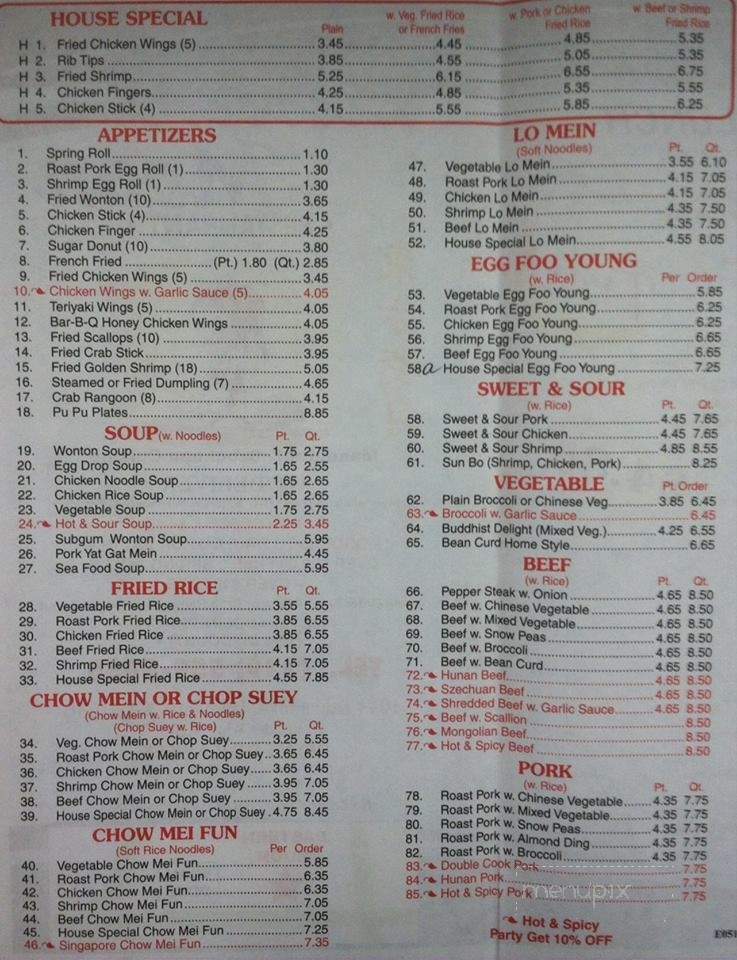 HOUSE SPECIAL
Plain
w. Veg. Fried Rice or French Fries
w. Pork or Chicken Fried Rice
w. Beef or Shrimp Fried Rice
H 1. Fried Chicken Wings (5) 3.45 4.45 4.85 5.35
H 2. Rib Tips 3.85 4.55 5.05 5.35
H 3. Fried Shrimp 5.25 6.15 6.55 6.75
H 4. Chicken Fingers 4.25 4.85 5.35 5.55
H 5. Chicken Stick (4) 4.15 5.55 5.85 6.25
APPETIZERS
1. Spring Roll 1.10
2. Roast Pork Egg Roll (1) 1.30
3. Shrimp Egg Roll (1) 1.30
4. Fried Wonton (10) 3.65
5. Chicken Stick (4) 4.15
6. Chicken Finger 4.25
7. Sugar Donut (10) 3.80
8. French Fried (Pt.) 1.80 (Qt.) 2.85
9. Fried Chicken Wings (5) 3.45
10. Chicken Wings w. Garlic Sauce (5) 4.05
11. Teriyaki Wings (5) 4.05
12. Bar-B-Q Honey Chicken Wings 4.05
13. Fried Scallops (10) 3.95
14. Fried Crab Stick 3.95
15. Fried Golden Shrimp (18) 5.05
16. Steamed or Fried Dumpling (7) 4.65
17. Crab Rangoon (8) 4.15
18. Pu Pu Plates 8.85
SOUP (w. Noodles) Pt. Qt.
19. Wonton Soup 1.75 2.75
20. Egg Drop Soup 1.65 2.55
21. Chicken Noodle Soup 1.65 2.65
22. Chicken Rice Soup 1.65 2.65
23. Vegetable Soup 1.75 2.75
24. Hot & Sour Soup 2.25 3.45
25. Subgum Wonton Soup 5.95
26. Pork Yat Gat Mein 4.45
27. Sea Food Soup 5.95
FRIED RICE Pt. Qt.
28. Vegetable Fried Rice 3.55 5.55
29. Roast Pork Fried Rice 3.85 6.55
30. Chicken Fried Rice 3.85 6.55
31. Beef Fried Rice 4.15 7.05
32. Shrimp Fried Rice 4.15 7.05
33. House Special Fried Rice 4.55 7.85
CHOW MEIN OR CHOP SUEY
(Chow Mein w. Rice & Noodles)
(Chop Suey w. Rice) Pt. Qt.
34. Veg. Chow Mein or Chop Suey 3.25 5.55
35. Roast Pork Chow Mein or Chop Suey 3.65 6.45
36. Chicken Chow Mein or Chop Suey 3.65 6.45
37. Shrimp Chow Mein or Chop Suey 3.95 7.05
38. Beef Chow Mein or Chop Suey 3.95 7.05
39. House Special Chow Mein or Chop Suey 4.75 8.45
CHOW MEI FUN
(Soft Rice Noodles) Per Order
40. Vegetable Chow Mei Fun 5.85
41. Roast Pork Chow Mei Fun 6.35
42. Chicken Chow Mei Fun 6.35
43. Shrimp Chow Mei Fun 7.05
44. Beef Chow Mei Fun 7.05
45. House Special Chow Mei Fun 7.25
46. Singapore Chow Mei Fun 7.35
LO MEIN
(Soft Noodles) Pt. Qt.
47. Vegetable Lo Mein 3.55 6.10
48. Roast Pork Lo Mein 4.15 7.05
49. Chicken Lo Mein 4.15 7.05
50. Shrimp Lo Mein 4.35 7.50
51. Beef Lo Mein 4.35 7.50
52. House Special Lo Mein 4.55 8.05
EGG FOO YOUNG
(w. Rice) Per Order
53. Vegetable Egg Foo Young 5.85
54. Roast Pork Egg Foo Young 6.25
55. Chicken Egg Foo Young 6.25
56. Shrimp Egg Foo Young 6.65
57. Beef Egg Foo Young 6.65
58a House Special Egg Foo Young 7.25
SWEET & SOUR
(w. Rice) Pt. Qt.
58. Sweet & Sour Pork 4.45 7.65
59. Sweet & Sour Chicken 4.45 7.65
60. Sweet & Sour Shrimp 4.85 8.55
61. Sun Bo (Shrimp, Chicken, Pork) 8.25
VEGETABLE Pt. Order
62. Plain Broccoli or Chinese Veg. 3.85 6.45
63. Broccoli w. Garlic Sauce 6.45
64. Buddhist Delight (Mixed Veg.) 4.25 6.55
65. Bean Curd Home Style 6.65
BEEF
(w. Rice) Pt. Qt.
66. Pepper Steak w. Onion 4.65 8.50
67. Beef w. Chinese Vegetable 4.65 8.50
68. Beef w. Mixed Vegetable 4.65 8.50
69. Beef w. Snow Peas 4.65 8.50
70. Beef w. Broccoli 4.65 8.50
71. Beef w. Bean Curd 4.65 8.50
72. Hunan Beef 4.65 8.50
73. Szechuan Beef 4.65 8.50
74. Shredded Beef w. Garlic Sauce 4.65 8.50
75. Beef w. Scallion 8.50
76. Mongolian Beef 8.50
77. Hot & Spicy Beef 8.50
PORK
(w. Rice) Pt. Qt.
78. Roast Pork w. Chinese Vegetable 4.35 7.75
79. Roast Pork w. Mixed Vegetable 4.35 7.75
80. Roast Pork w. Snow Peas 4.35 7.75
81. Roast Pork w. Almond Ding 4.35 7.75
82. Roast Pork w. Broccoli 4.35 7.75
83. Double Cook Pork 7.75
84. Hunan Pork 7.75
85. Hot & Spicy Pork 7.75
menupix
Hot & Spicy
Party Get 10% OFF
E051